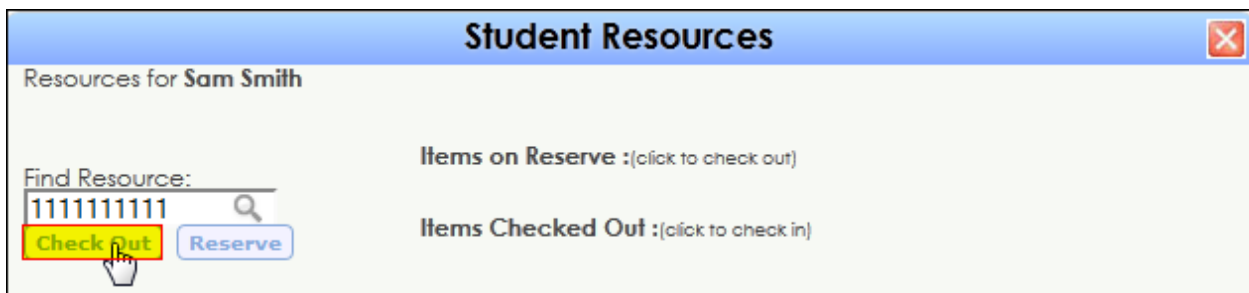 Student Resources
Resources for Sam Smith
Items on Reserve :(click to check out)
Find Resource:
1111111111
Items Checked Out :(click to check in)
Check Out Reserve